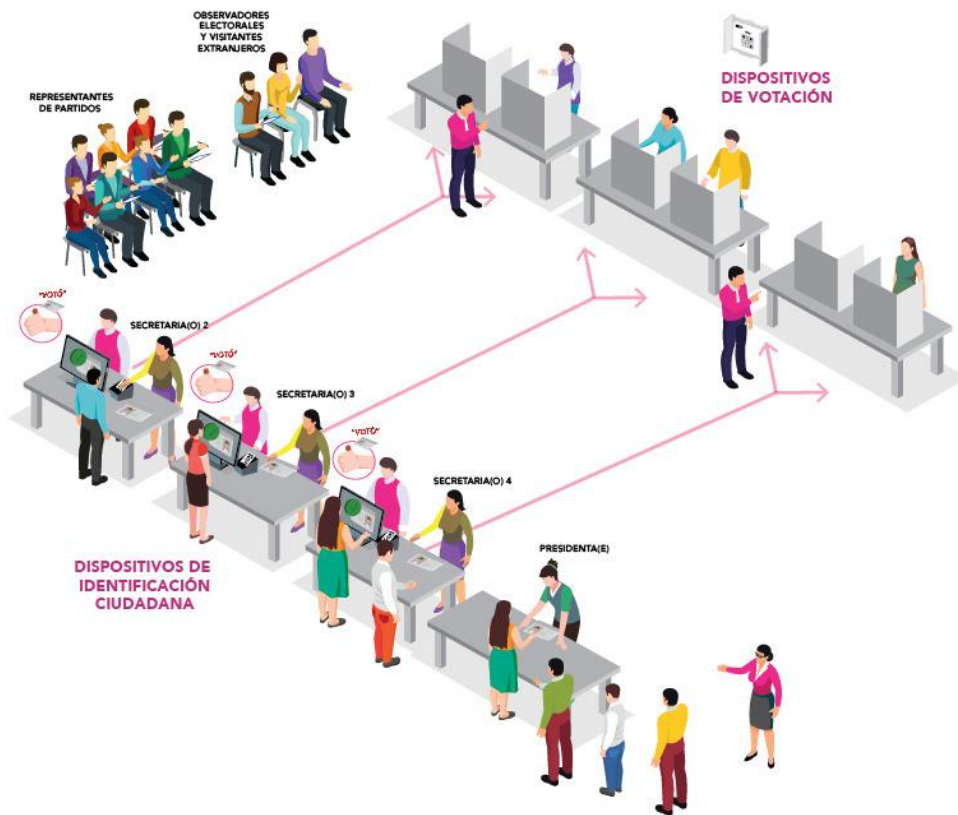 OBSERVADORES
ELECTORALES
Y VISITANTES
EXTRANJEROS
REPRESENTANTES
DE PARTIDOS
DISPOSITIVOS
DE VOTACIÓN
"VOTÓ"
SECRETARIA(O) 2
"VOTÓ"
SECRETARIA(O) 3
"VOTÓ"
SECRETARIA(O) 4
PRESIDENTA(E)
DISPOSITIVOS DE
IDENTIFICACIÓN
CIUDADANA